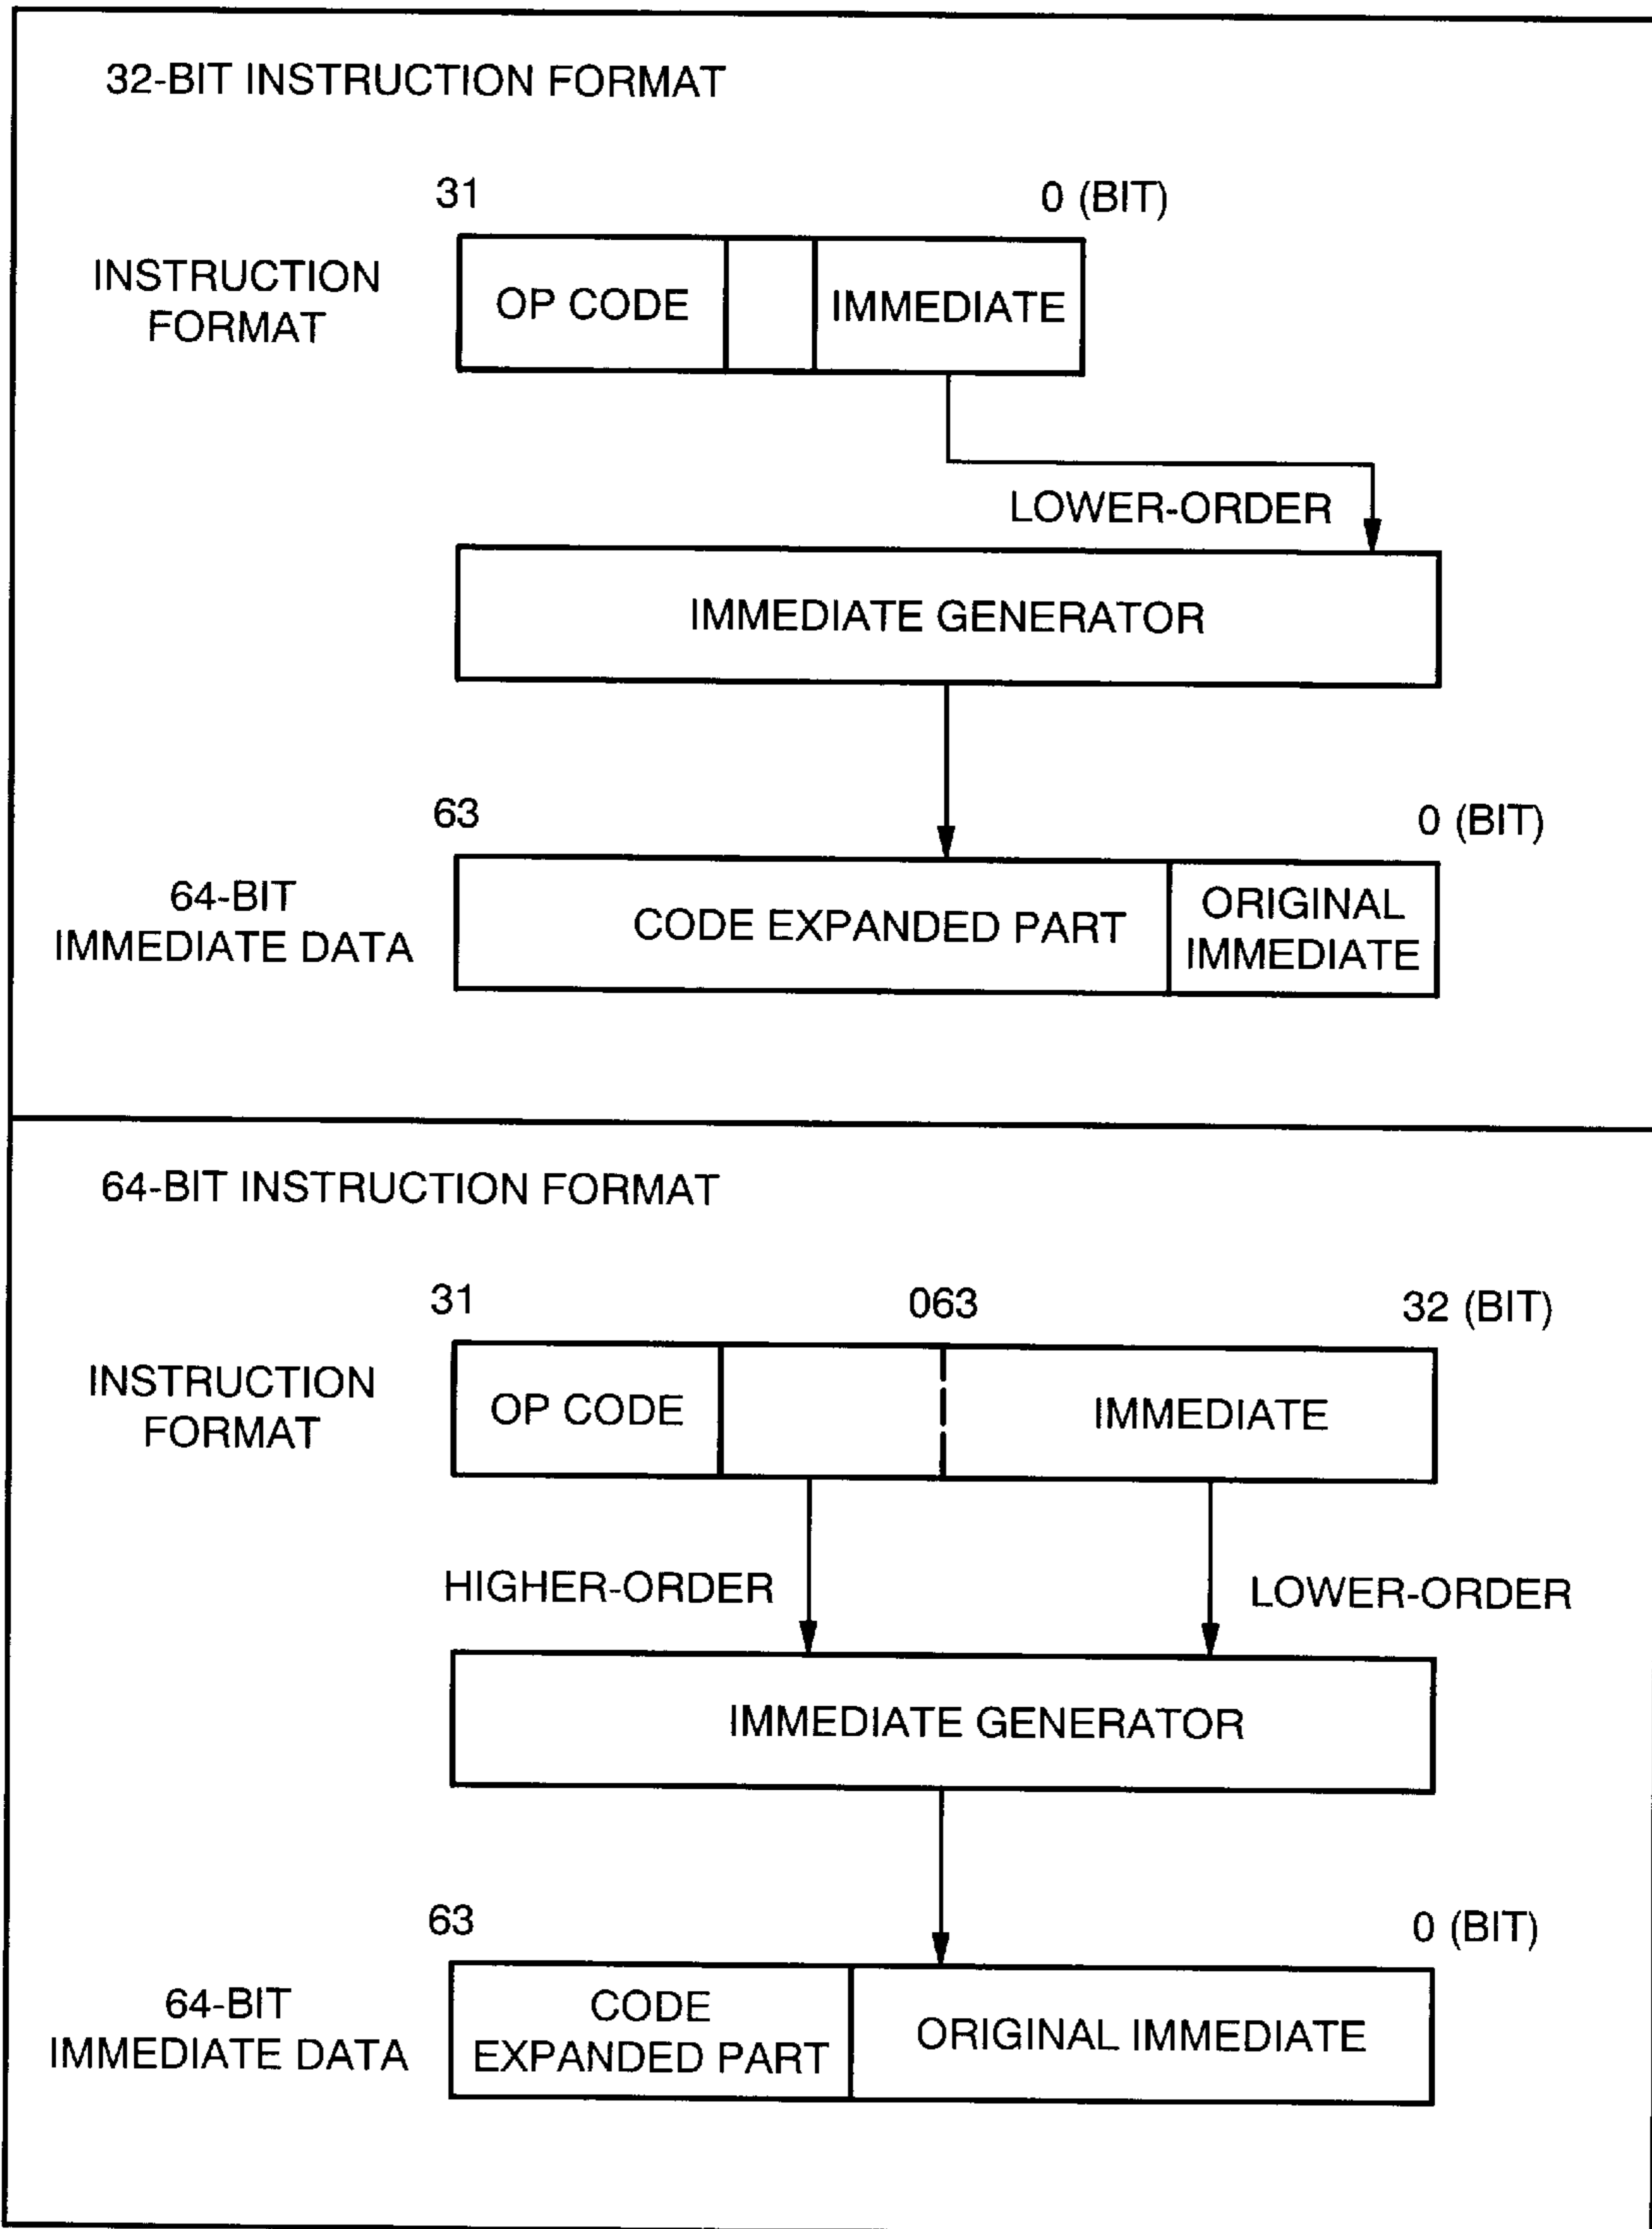 32-BIT INSTRUCTION FORMAT
31
0 (BIT)
INSTRUCTION
FORMAT
OP CODE
IMMEDIATE
LOWER-ORDER
IMMEDIATE GENERATOR
63
0 (BIT)
64-BIT
IMMEDIATE DATA
CODE EXPANDED PART
ORIGINAL
IMMEDIATE
64-BIT INSTRUCTION FORMAT
31
063
32 (BIT)
INSTRUCTION
FORMAT
OP CODE
IMMEDIATE
HIGHER-ORDER
LOWER-ORDER
IMMEDIATE GENERATOR
63
0 (BIT)
64-BIT
IMMEDIATE DATA
CODE
EXPANDED PART
ORIGINAL IMMEDIATE